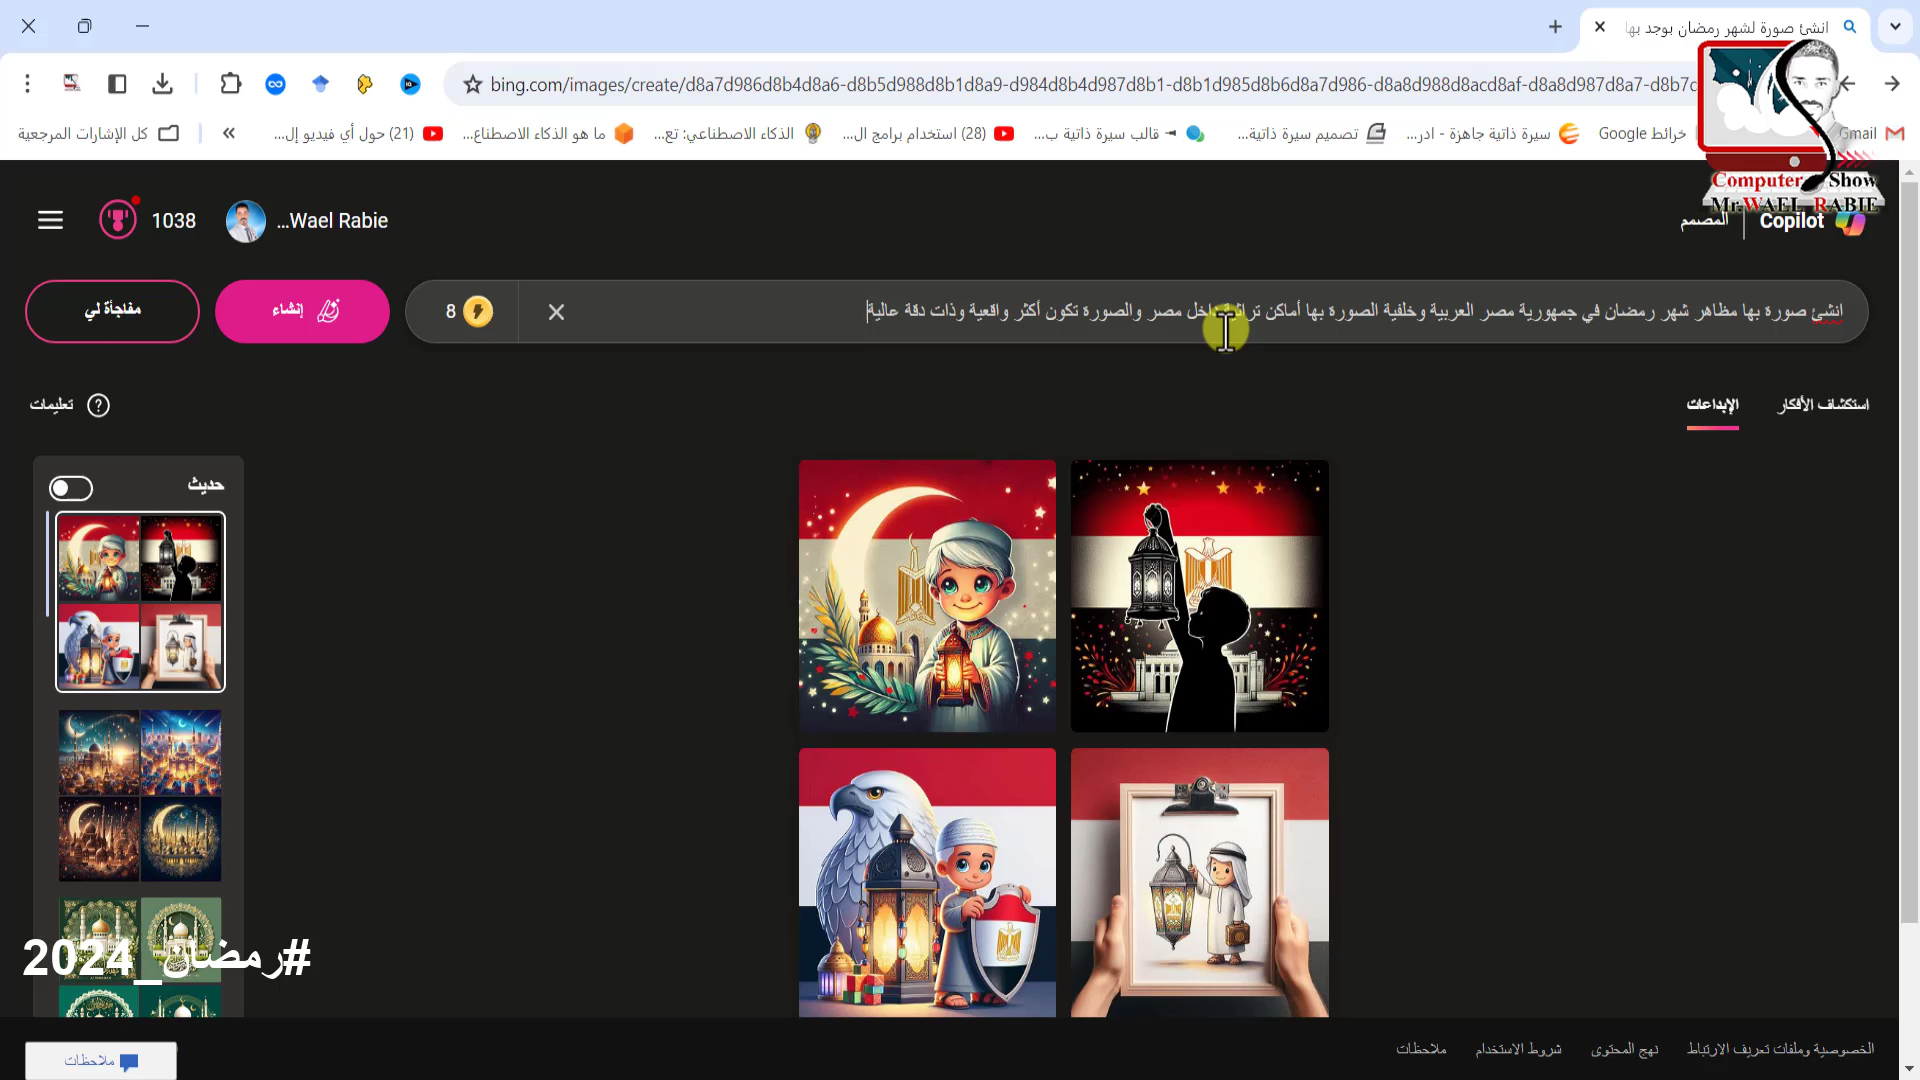 انشئ صورة لشهر رمضان يوجد بها
bing.com/images/create/d8a7d986d8b4d8a6-d8b5d988d8b1d8a9-d984d8b4d987d8b1-d8b1d985d8b6d8a7d986-d8a8d988d8acd8af-d8a8d987d8a7-d8b7c
Gmail
خرائط Google
سيرة ذاتية جاهزة - ادر...
تصميم سيرة ذاتية...
قالب سيرة ذاتية ب...
(28) استخدام برامج ال...
الذكاء الاصطناعي: تع...
ما هو الذكاء الاصطناع...
(21) حول أي فيديو إل...
»
كل الإشارات المرجعية
Computer Show
Mr.WAEL RABIE
Copilot | المصمم
Wael Rabie...
1038
انشئ صورة بها مظاهر شهر رمضان في جمهورية مصر العربية وخلفية الصورة بها أماكن تراثية داخل مصر والصورة تكون أكثر واقعية وذات دقة عالية
8
إنشاء
مفاجأة لي
استكشاف الأفكار
الإبداعات
تعليمات
حديث
#رمضان_2024
الخصوصية وملفات تعريف الارتباط
نهج المحتوى
شروط الاستخدام
ملاحظات
ملاحظات